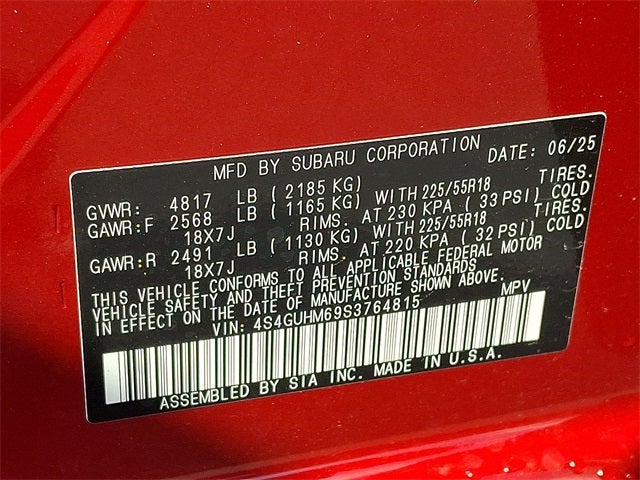 MFD BY SUBARU CORPORATION DATE: 06/25
GVWR: 4817 LB (2185 KG)
GAWR:F 2568 LB (1165 KG) WITH 225/55R18 TIRES.
18X7J RIMS. AT 230 KPA (33 PSI) COLD
GAWR:R 2491 LB (1130 KG) WITH 225/55R18 TIRES.
18X7J RIMS. AT 220 KPA (32 PSI) COLD
THIS VEHICLE CONFORMS TO ALL APPLICABLE FEDERAL MOTOR
VEHICLE SAFETY AND THEFT PREVENTION STANDARDS
IN EFFECT ON THE DATE OF MANUFACTURE SHOWN ABOVE.
VIN: 4S4GUHM69S3764815 MPV
ASSEMBLED BY SIA INC. MADE IN U.S.A.